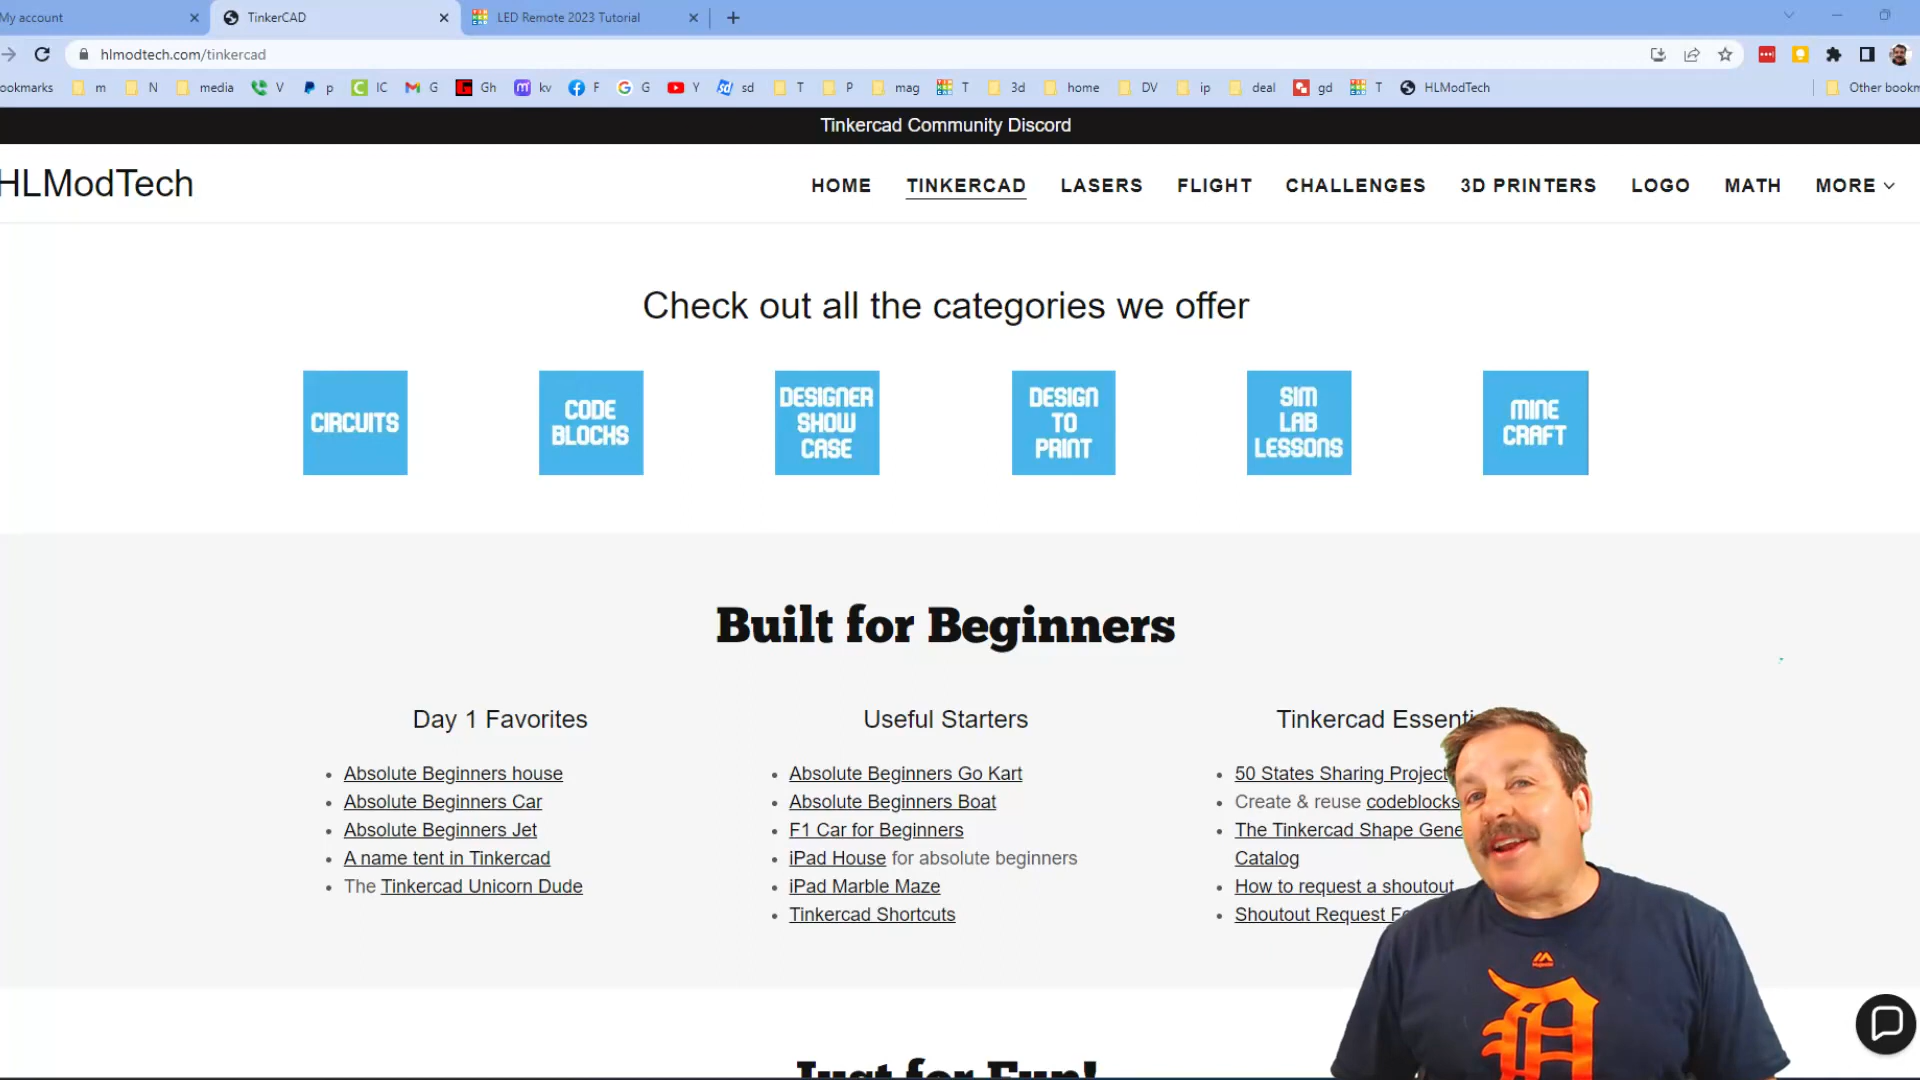 My account
TinkerCAD
LED Remote 2023 Tutorial
hlmodtech.com/tinkercad
ookmarks m N media V p IC G Gh kv F G Y sd T P mag T 3d home DV ip deal gd T HLModTech Other bookm
Tinkercad Community Discord
HLModTech
HOME TINKERCAD LASERS FLIGHT CHALLENGES 3D PRINTERS LOGO MATH MORE
Check out all the categories we offer
CIRCUITS
CODE
BLOCKS
DESIGNER
SHOW
CASE
DESIGN
TO
PRINT
SIM
LAB
LESSONS
MINE
CRAFT
Built for Beginners
Day 1 Favorites
Absolute Beginners house
Absolute Beginners Car
Absolute Beginners Jet
A name tent in Tinkercad
The Tinkercad Unicorn Dude
Useful Starters
Absolute Beginners Go Kart
Absolute Beginners Boat
F1 Car for Beginners
iPad House for absolute beginners
iPad Marble Maze
Tinkercad Shortcuts
Tinkercad Essenti
50 States Sharing Project
Create & reuse codeblocks
The Tinkercad Shape Gene
Catalog
How to request a shoutout
Shoutout Request Fo
Just for Fun!
D